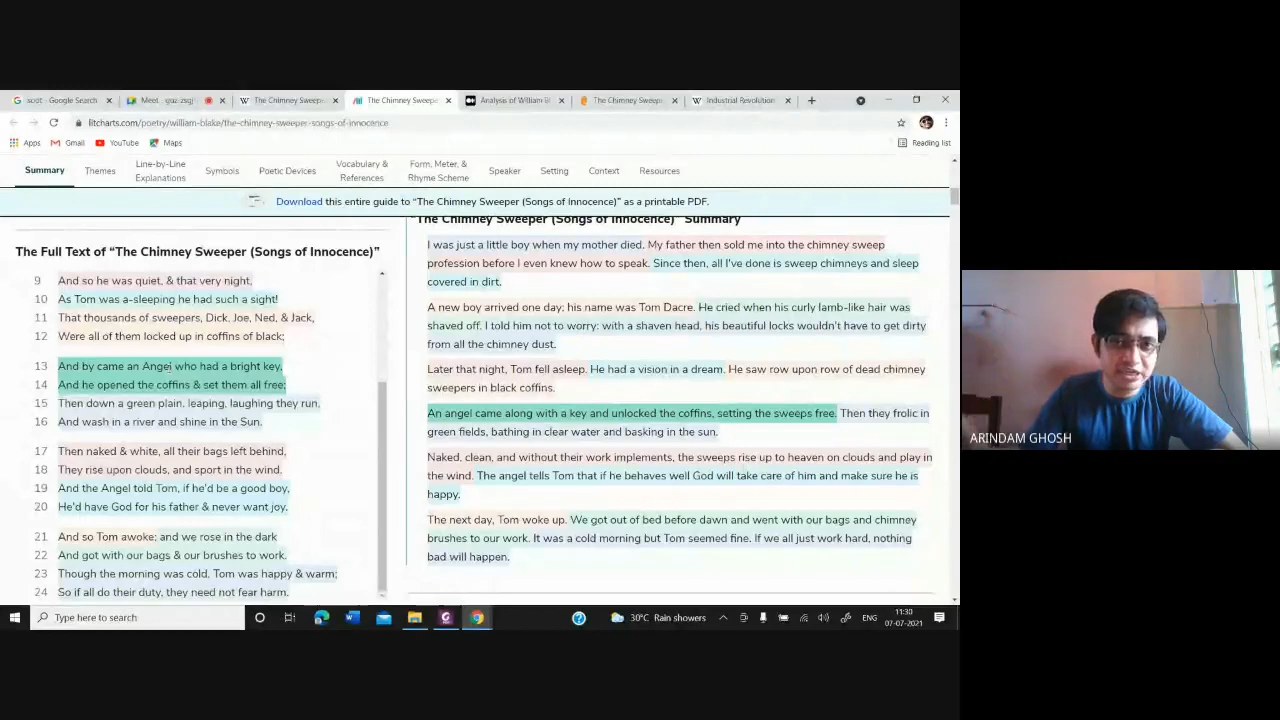 soot - Google Search
Meet
The Chimney Sweepe
The Chimney Sweepe
Analysis of William Bl
The Chimney Sweepe
Industrial Revolution
litcharts.com/poetry/william-blake/the-chimney-sweeper-songs-of-innocence
Apps Gmail YouTube Maps Reading list
Summary Themes Line-by-Line Explanations Symbols Poetic Devices Vocabulary & References Form, Meter, & Rhyme Scheme Speaker Setting Context Resources
Download this entire guide to “The Chimney Sweeper (Songs of Innocence)” as a printable PDF.
The Full Text of “The Chimney Sweeper (Songs of Innocence)”
9 And so he was quiet, & that very night,
10 As Tom was a-sleeping he had such a sight!
11 That thousands of sweepers, Dick, Joe, Ned, & Jack,
12 Were all of them locked up in coffins of black;
13 And by came an Angel who had a bright key,
14 And he opened the coffins & set them all free;
15 Then down a green plain, leaping, laughing they run,
16 And wash in a river and shine in the Sun.
17 Then naked & white, all their bags left behind,
18 They rise upon clouds, and sport in the wind.
19 And the Angel told Tom, if he'd be a good boy,
20 He'd have God for his father & never want joy.
21 And so Tom awoke; and we rose in the dark
22 And got with our bags & our brushes to work.
23 Though the morning was cold, Tom was happy & warm;
24 So if all do their duty, they need not fear harm.
“The Chimney Sweeper (Songs of Innocence)” Summary
I was just a little boy when my mother died. My father then sold me into the chimney sweep
profession before I even knew how to speak. Since then, all I've done is sweep chimneys and sleep
covered in dirt.
A new boy arrived one day; his name was Tom Dacre. He cried when his curly lamb-like hair was
shaved off. I told him not to worry: with a shaven head, his beautiful locks wouldn't have to get dirty
from all the chimney dust.
Later that night, Tom fell asleep. He had a vision in a dream. He saw row upon row of dead chimney
sweepers in black coffins.
An angel came along with a key and unlocked the coffins, setting the sweeps free. Then they frolic in
green fields, bathing in clear water and basking in the sun.
Naked, clean, and without their work implements, the sweeps rise up to heaven on clouds and play in
the wind. The angel tells Tom that if he behaves well God will take care of him and make sure he is
happy.
The next day, Tom woke up. We got out of bed before dawn and went with our bags and chimney
brushes to our work. It was a cold morning but Tom seemed fine. If we all just work hard, nothing
bad will happen.
ARINDAM GHOSH
Type here to search
30°C Rain showers
ENG
11:30
07-07-2021